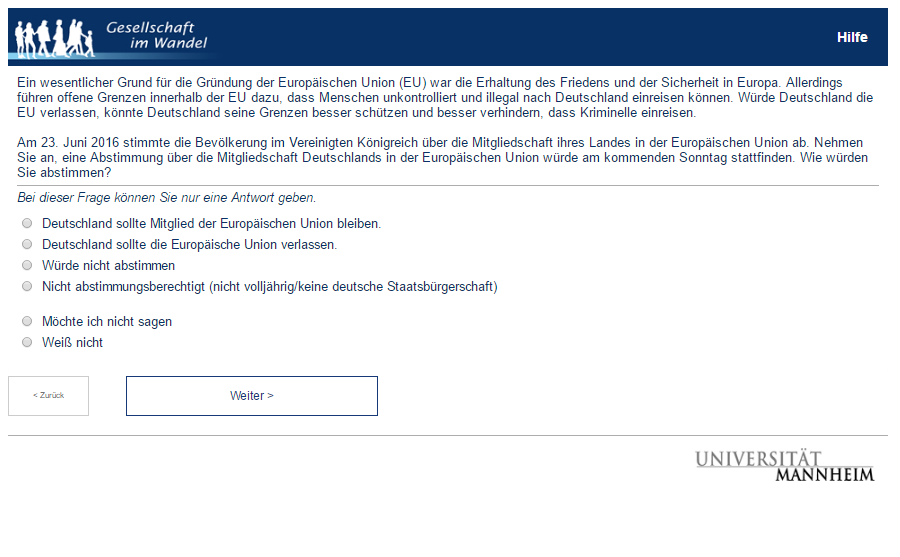 Gesellschaft
im Wandel
Hilfe
Ein wesentlicher Grund für die Gründung der Europäischen Union (EU) war die Erhaltung des Friedens und der Sicherheit in Europa. Allerdings
führen offene Grenzen innerhalb der EU dazu, dass Menschen unkontrolliert und illegal nach Deutschland einreisen können. Würde Deutschland die
EU verlassen, könnte Deutschland seine Grenzen besser schützen und besser verhindern, dass Kriminelle einreisen.
Am 23. Juni 2016 stimmte die Bevölkerung im Vereinigten Königreich über die Mitgliedschaft ihres Landes in der Europäischen Union ab. Nehmen
Sie an, eine Abstimmung über die Mitgliedschaft Deutschlands in der Europäischen Union würde am kommenden Sonntag stattfinden. Wie würden
Sie abstimmen?
Bei dieser Frage können Sie nur eine Antwort geben.
Deutschland sollte Mitglied der Europäischen Union bleiben.
Deutschland sollte die Europäische Union verlassen.
Würde nicht abstimmen
Nicht abstimmungsberechtigt (nicht volljährig/keine deutsche Staatsbürgerschaft)
Möchte ich nicht sagen
Weiß nicht
< Zurück
Weiter >
UNIVERSITÄT
MANNHEIM